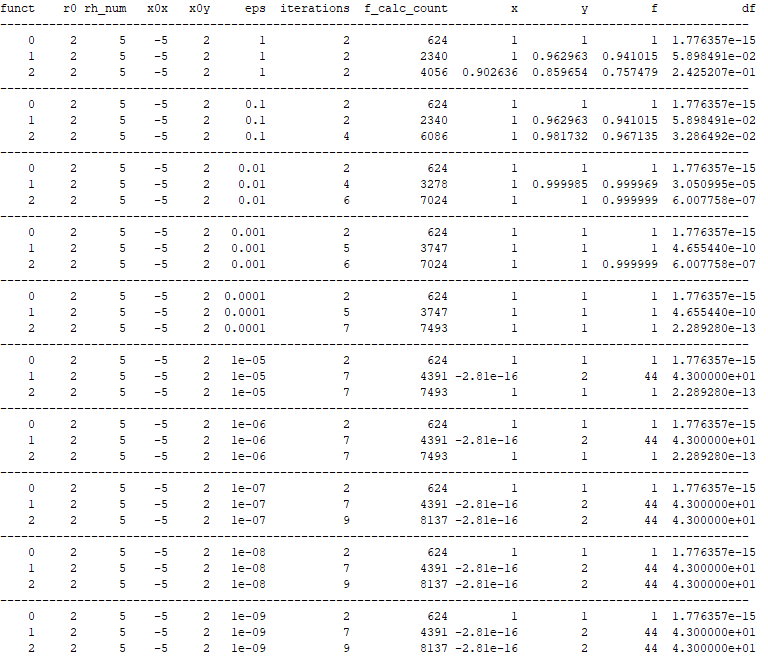 funct r0 rh_num x0x x0y eps iterations f_calc_count x y f df
0 2 5 -5 2 1 2 624 1 1 1 1.776357e-15
1 2 5 -5 2 1 2 2340 1 0.962963 0.941015 5.898491e-02
2 2 5 -5 2 1 2 4056 0.902636 0.859654 0.757479 2.425207e-01
0 2 5 -5 2 0.1 2 624 1 1 1 1.776357e-15
1 2 5 -5 2 0.1 2 2340 1 0.962963 0.941015 5.898491e-02
2 2 5 -5 2 0.1 4 6086 1 0.981732 0.967135 3.286492e-02
0 2 5 -5 2 0.01 2 624 1 1 1 1.776357e-15
1 2 5 -5 2 0.01 4 3278 1 0.999985 0.999969 3.050995e-05
2 2 5 -5 2 0.01 6 7024 1 1 0.999999 6.007758e-07
0 2 5 -5 2 0.001 2 624 1 1 1 1.776357e-15
1 2 5 -5 2 0.001 5 3747 1 1 1 4.655440e-10
2 2 5 -5 2 0.001 6 7024 1 1 0.999999 6.007758e-07
0 2 5 -5 2 0.0001 2 624 1 1 1 1.776357e-15
1 2 5 -5 2 0.0001 5 3747 1 1 1 4.655440e-10
2 2 5 -5 2 0.0001 7 7493 1 1 1 2.289280e-13
0 2 5 -5 2 1e-05 2 624 1 1 1 1.776357e-15
1 2 5 -5 2 1e-05 7 4391 -2.81e-16 2 44 4.300000e+01
2 2 5 -5 2 1e-05 7 7493 1 1 1 2.289280e-13
0 2 5 -5 2 1e-06 2 624 1 1 1 1.776357e-15
1 2 5 -5 2 1e-06 7 4391 -2.81e-16 2 44 4.300000e+01
2 2 5 -5 2 1e-06 7 7493 1 1 1 2.289280e-13
0 2 5 -5 2 1e-07 2 624 1 1 1 1.776357e-15
1 2 5 -5 2 1e-07 7 4391 -2.81e-16 2 44 4.300000e+01
2 2 5 -5 2 1e-07 9 8137 -2.81e-16 2 44 4.300000e+01
0 2 5 -5 2 1e-08 2 624 1 1 1 1.776357e-15
1 2 5 -5 2 1e-08 7 4391 -2.81e-16 2 44 4.300000e+01
2 2 5 -5 2 1e-08 9 8137 -2.81e-16 2 44 4.300000e+01
0 2 5 -5 2 1e-09 2 624 1 1 1 1.776357e-15
1 2 5 -5 2 1e-09 7 4391 -2.81e-16 2 44 4.300000e+01
2 2 5 -5 2 1e-09 9 8137 -2.81e-16 2 44 4.300000e+01